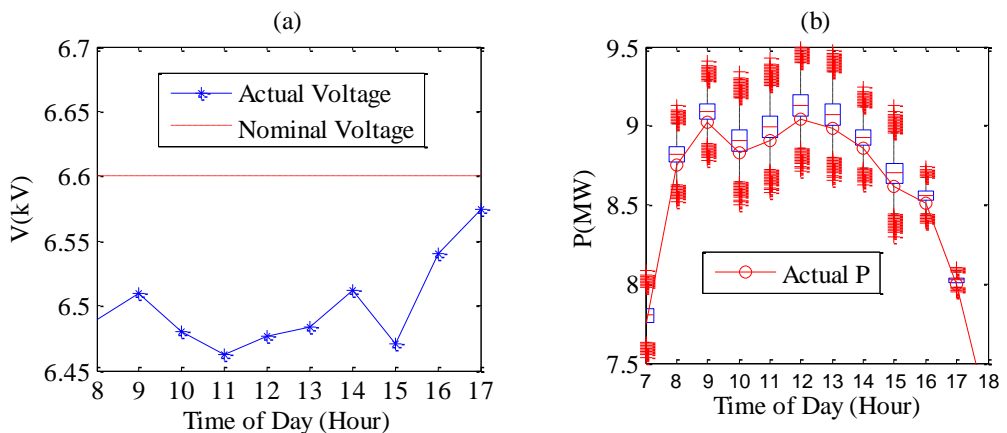 (a)
6.7
6.65
6.6
6.55
6.5
6.45
V(kV)
Actual Voltage
Nominal Voltage
8 9 10 11 12 13 14 15 16 17
Time of Day (Hour)
(b)
9.5
9
8.5
8
7.5
P(MW)
Actual P
7 8 9 10 11 12 13 14 15 16 17 18
Time of Day (Hour)